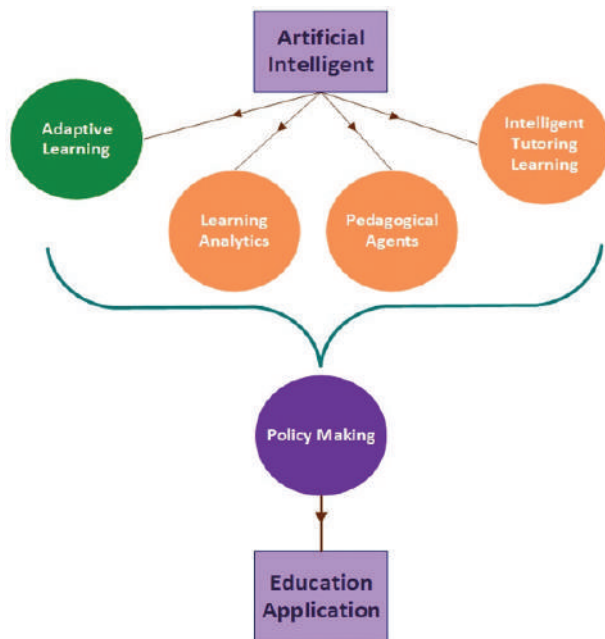 Artificial
Intelligent
Adaptive
Learning
Intelligent
Tutoring
Learning
Learning
Analytics
Pedagogical
Agents
Policy Making
Education
Application